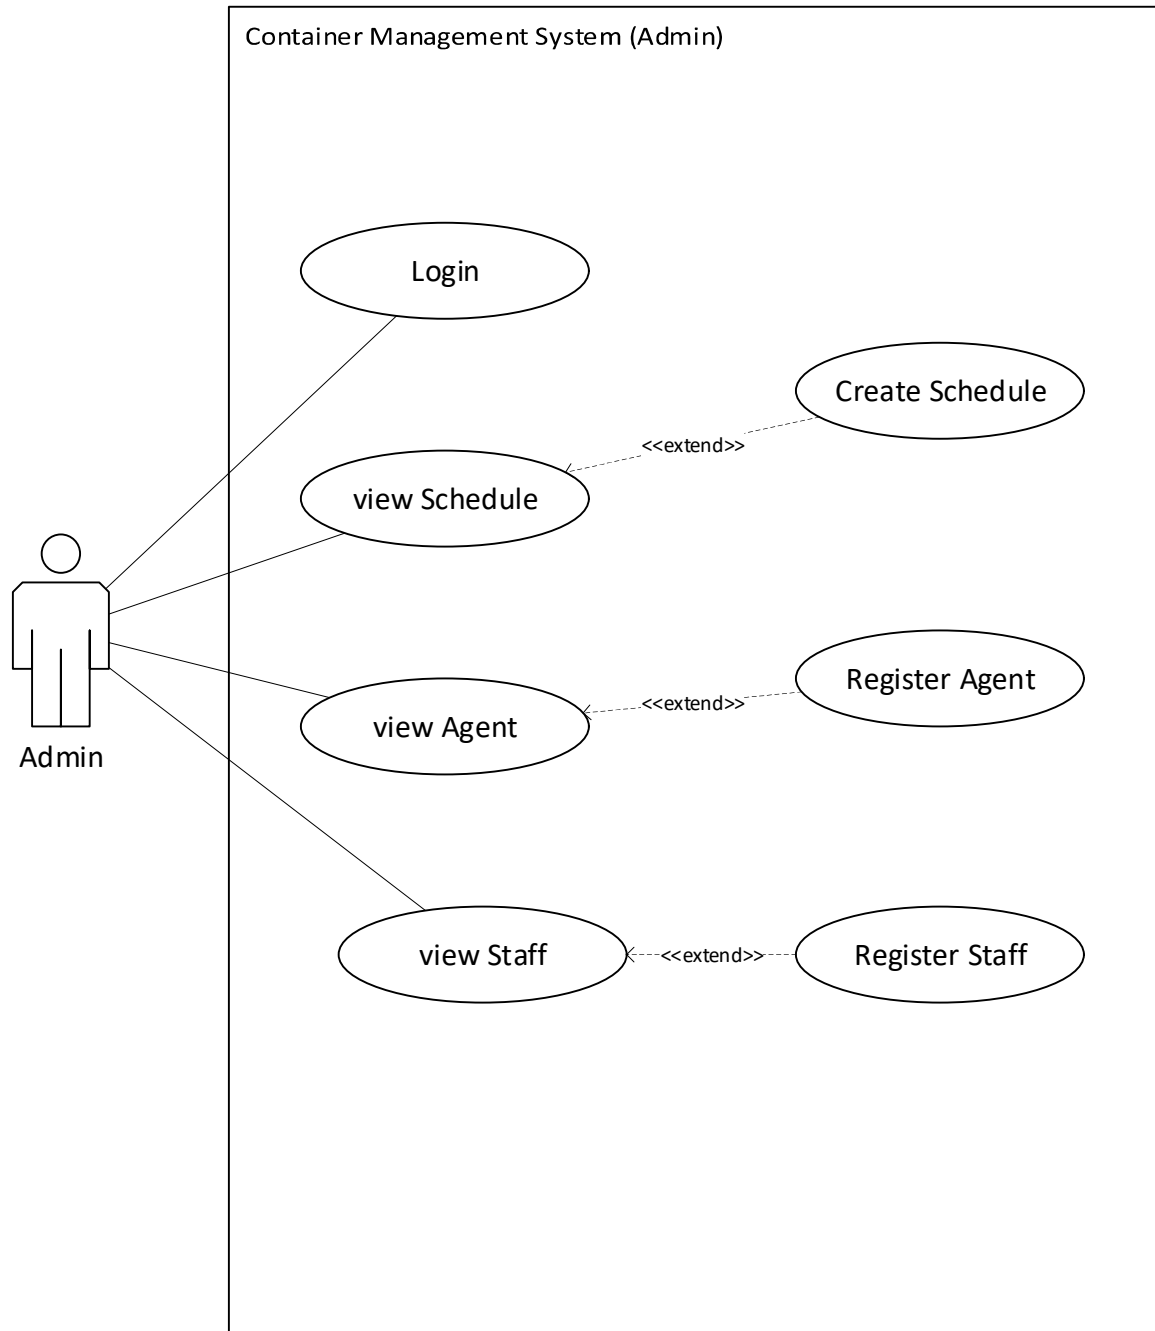 Container Management System (Admin)
Login
Create Schedule
<<extend>>
view Schedule
Register Agent
<<extend>>
view Agent
Admin
view Staff
<<extend>>
Register Staff